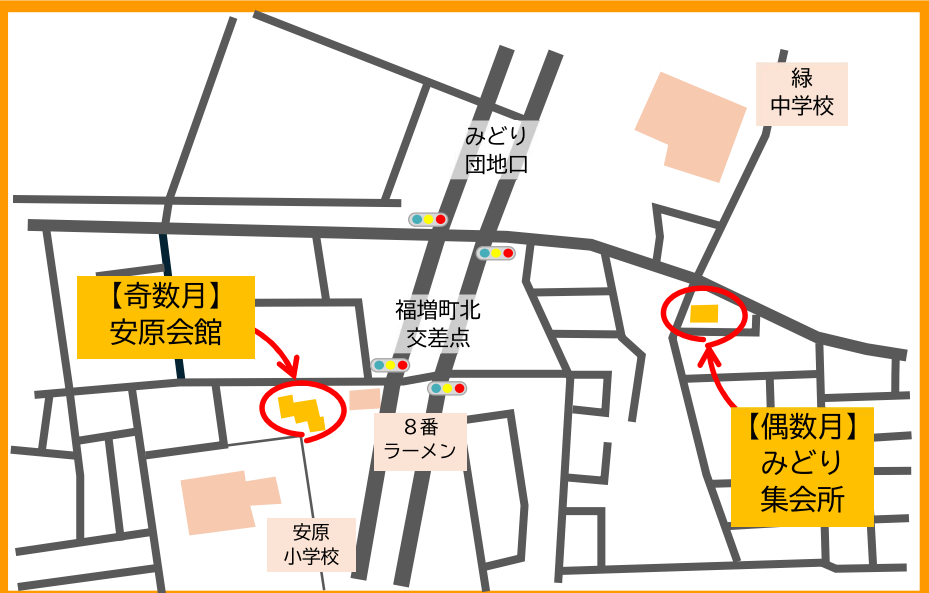 緑
中学校
みどり
団地口
【奇数月】
安原会館
福増町北
交差点
８番
ラーメン
【偶数月】
みどり
集会所
安原
小学校